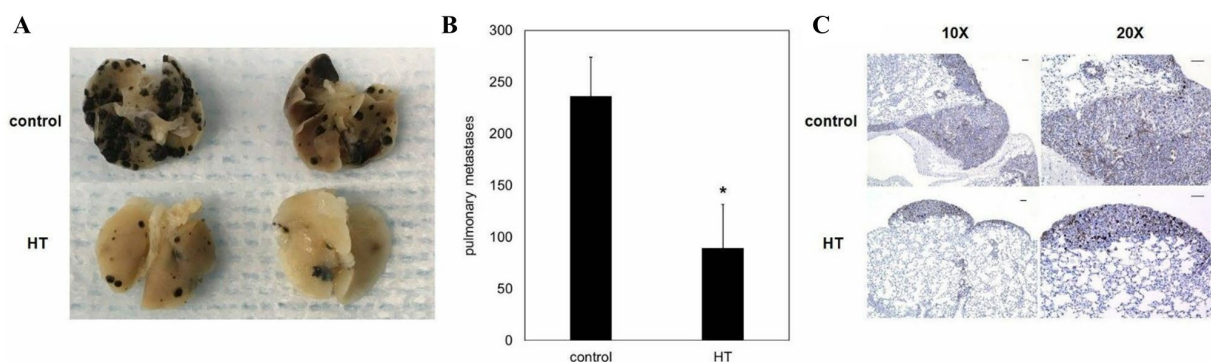 A
control
HT
B
300
250
200
150
100
50
0
pulmonary metastases
*
control
HT
C
10X
20X
control
HT